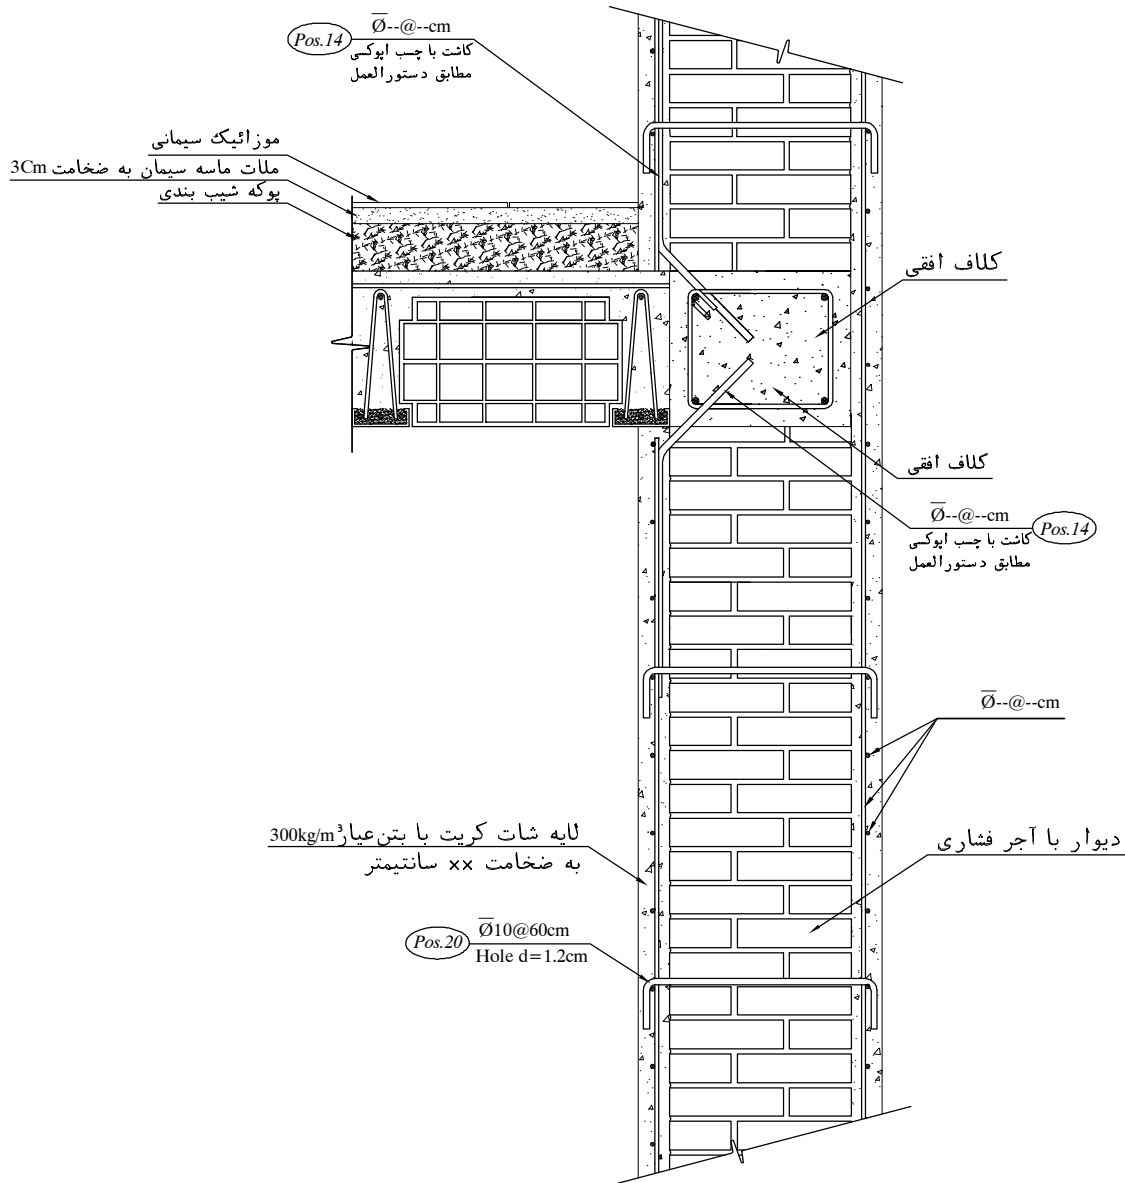 Ø--@--cm
Pos.14
کاشت با چسب اپوکسی
مطابق دستورالعمل
موزائیک سیمانی
ملات ماسه سیمان به ضخامت 3Cm
پوکه شیب بندی
کلاف افقی
کلاف افقی
Ø--@--cm
Pos.14
کاشت با چسب اپوکسی
مطابق دستورالعمل
Ø--@--cm
لایه شات کریت با بتن عیار 300kg/m³
به ضخامت ×× سانتیمتر
دیوار با آجر فشاری
Pos.20
Ø10@60cm
Hole d=1.2cm